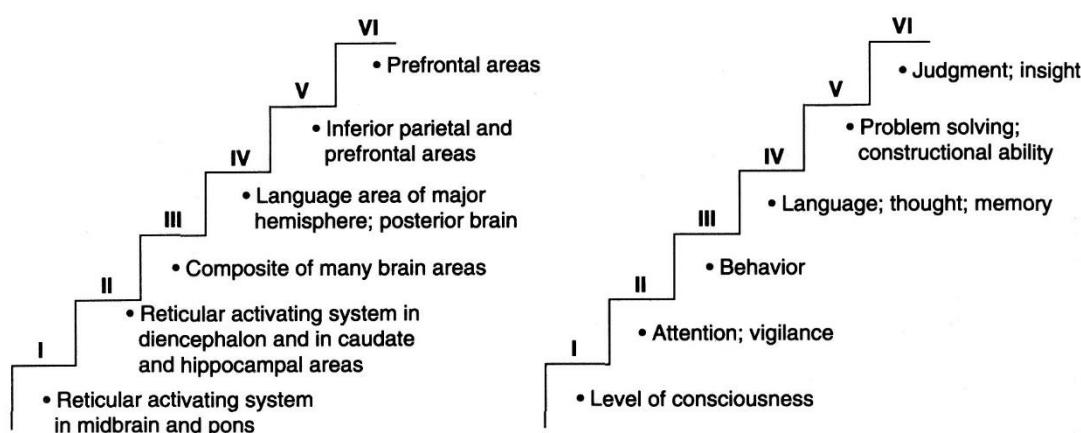 VI
• Prefrontal areas
V
• Inferior parietal and
prefrontal areas
IV
• Language area of major
hemisphere; posterior brain
III
• Composite of many brain areas
II
• Reticular activating system in
diencephalon and in caudate
and hippocampal areas
I
• Reticular activating system
in midbrain and pons
VI
• Judgment; insight
V
• Problem solving;
constructional ability
IV
• Language; thought; memory
III
• Behavior
II
• Attention; vigilance
I
• Level of consciousness